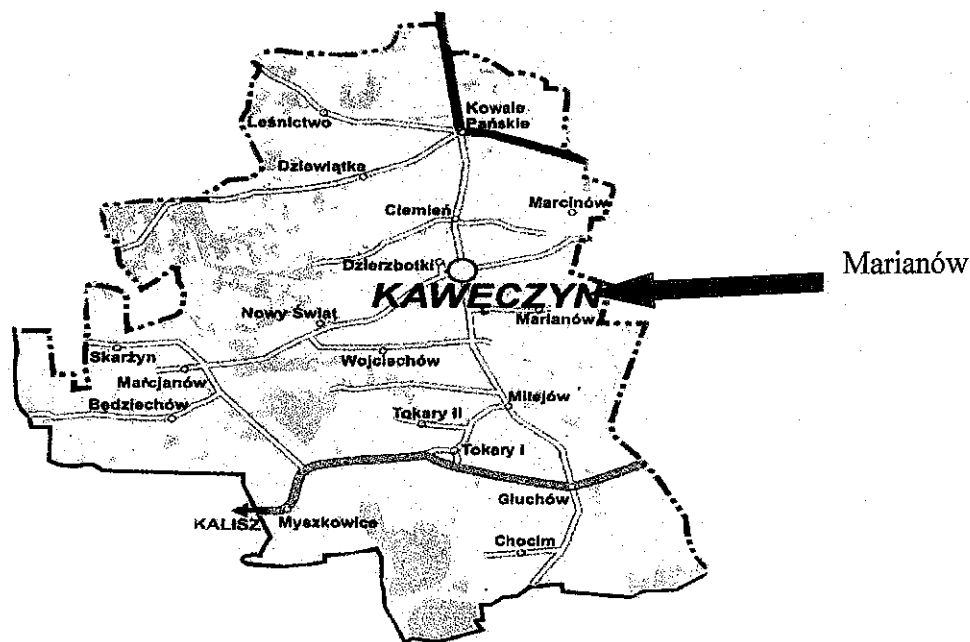 Kowale
Pańskie
Leśnictwo
Dziewiątka
Marcinów
Ciemień
Marianów
Dzierzbotki
KAWĘCZYN
Nowy Świat
Marianów
Skarżyn
Wojciechów
Marcjanów
Będziechów
Milejów
Tokary II
Tokary I
Głuchów
KALISZ
Myszkowice
Chocim